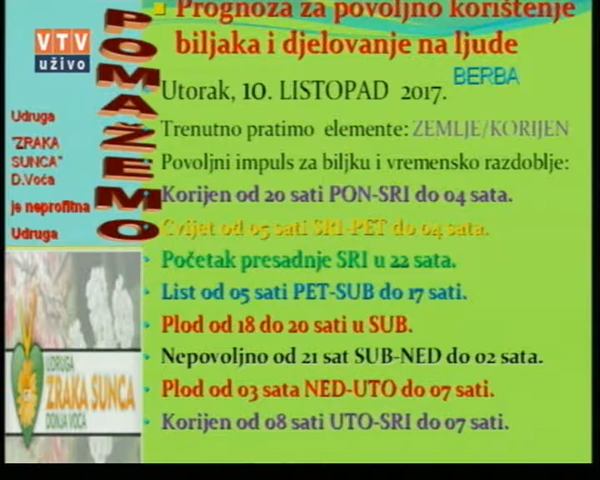 Prognoza za povoljno korištenje
biljaka i djelovanje na ljude
VTV
uživo
POMAŽEMO
BERBA
Utorak, 10. LISTOPAD 2017.
Trenutno pratimo elemente: ZEMLJE/KORIJEN
Povoljni impuls za biljku i vremensko razdoblje:
Korijen od 20 sati PON-SRI do 04 sata.
Cvijet od 05 sati SRI-PET do 04 sata.
Početak presadnje SRI u 22 sata.
List od 05 sati PET-SUB do 17 sati.
Plod od 18 do 20 sati u SUB.
Nepovoljno od 21 sat SUB-NED do 02 sata.
Plod od 03 sata NED-UTO do 07 sati.
Korijen od 08 sati UTO-SRI do 07 sati.
Udruga
"ZRAKA
SUNCA"
D.Voća
je neprofitna
Udruga
UDRUGA
ZRAKA SUNCA
DONJA VOĆA